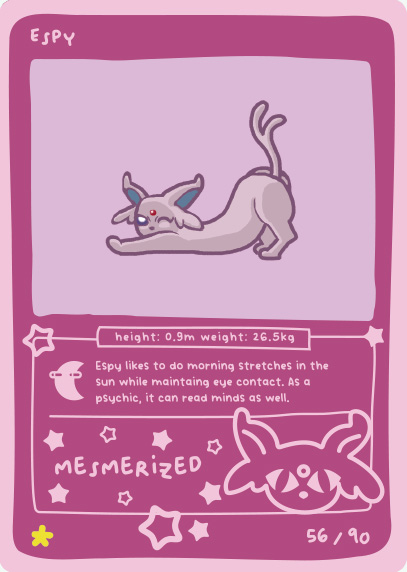 ESPY
height: 0.9m weight: 26.5kg
Espy likes to do morning stretches in the
sun while maintaing eye contact. As a
psychic, it can read minds as well.
MESMERiZED
56 / 90